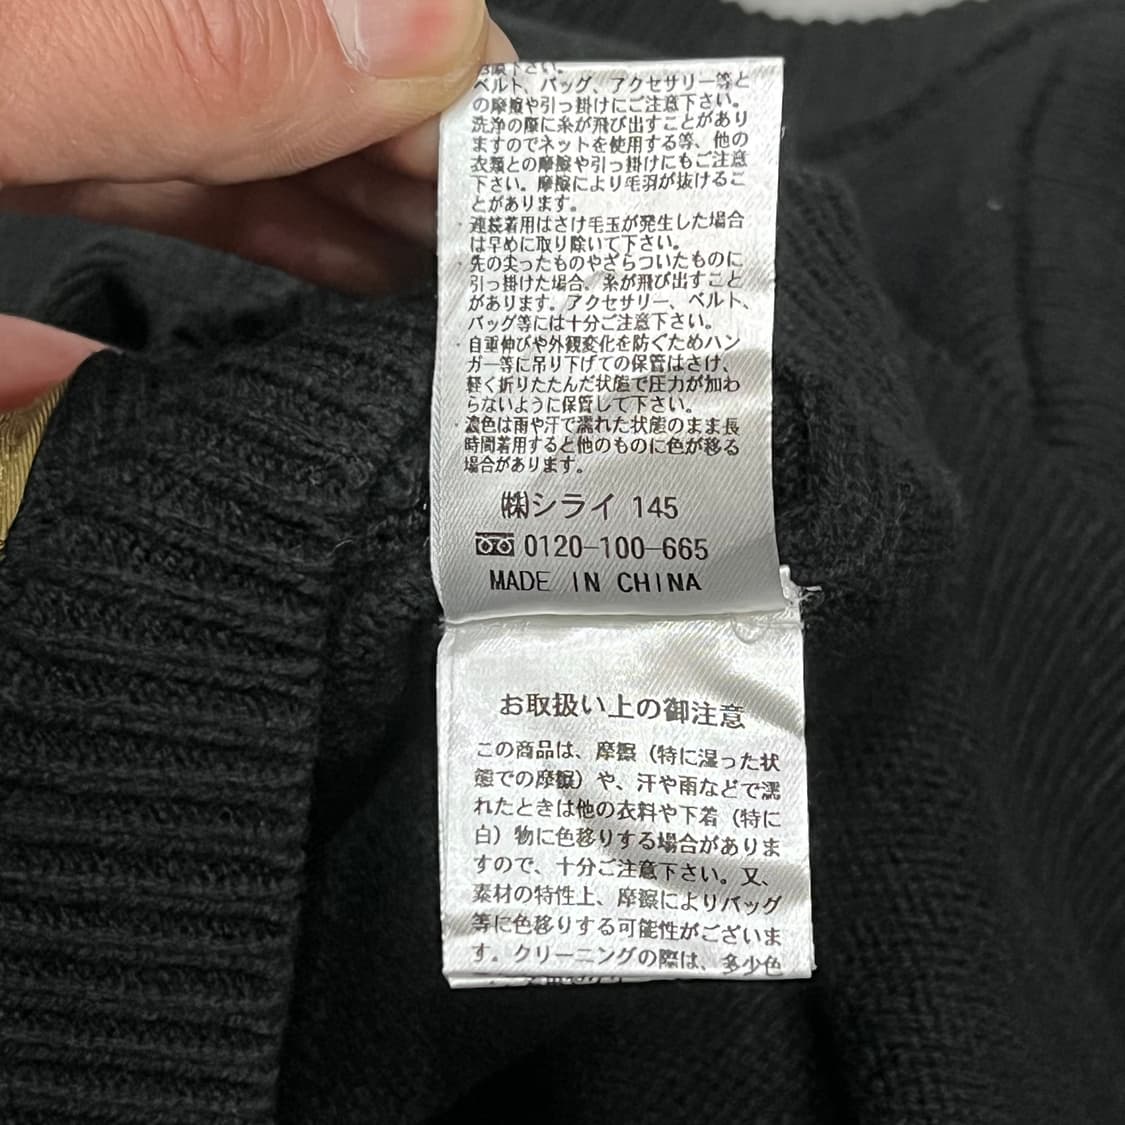 下さい。
ベルト、バッグ、アクセサリー等と
の摩擦や引っ掛けにご注意下さい。
洗浄の際に糸が飛び出すことがあり
ますのでネットを使用する等、他の
衣類との摩擦や引っ掛けにもご注意
下さい。摩擦により毛羽が抜けるこ
とがあります。
・連続着用はさけ毛玉が発生した場合
は早めに取り除いて下さい。
・先の尖ったものやざらついたものに
引っ掛けた場合、糸が飛び出すこと
があります。アクセサリー、ベルト、
バッグ等には十分ご注意下さい。
・自重伸びや外観変化を防ぐためハン
ガー等に吊り下げての保管はさけ、
軽く折りたたんだ状態で圧力が加わ
らないように保管して下さい。
・濃色は雨や汗で濡れた状態のまま長
時間着用すると他のものに色が移る
場合があります。
㈱シライ 145
0120-100-665
MADE IN CHINA
お取扱い上の御注意
この商品は、摩擦（特に湿った状
態での摩擦）や、汗や雨などで濡
れたときは他の衣料や下着（特に
白）物に色移りする場合がありま
すので、十分ご注意下さい。又、
素材の特性上、摩擦によりバッグ
等に色移りする可能性がございま
す。クリーニングの際は、多少色